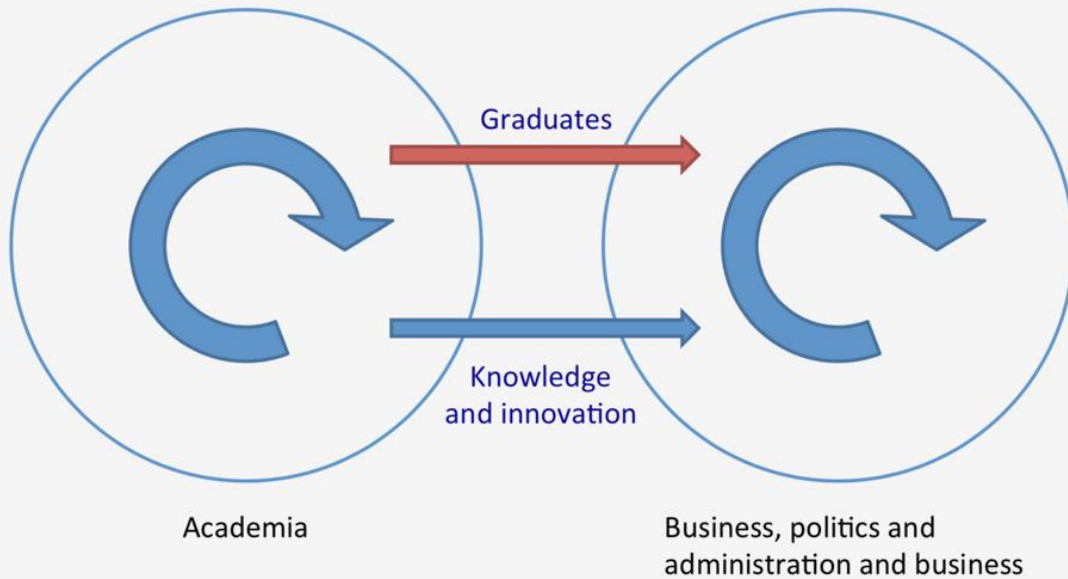 Graduates
Knowledge
and innovation
Academia
Business, politics and
administration and business